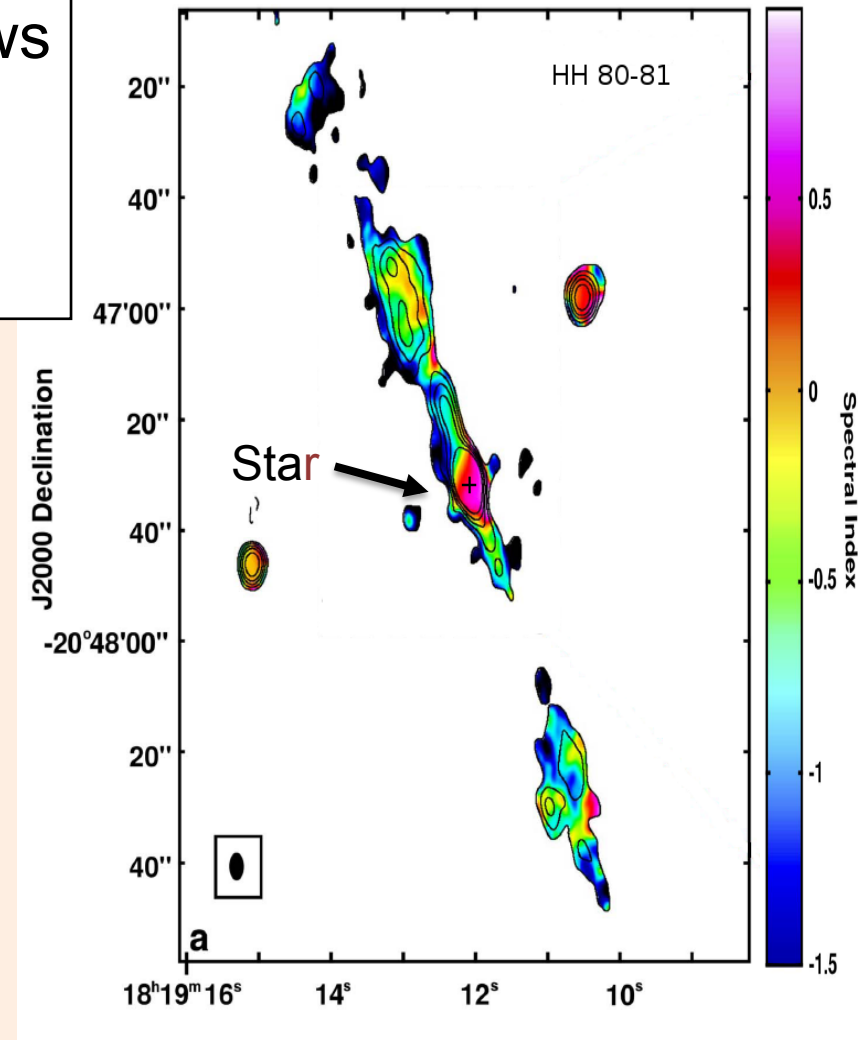 ws
HH 80-81
20''
40''
47'00''
20''
40''
-20°48'00''
20''
40''
J2000 Declination
Star
a
18ʰ19ᵐ16ˢ 14ˢ 12ˢ 10ˢ
0.5
0
-0.5
-1
-1.5
Spectral Index